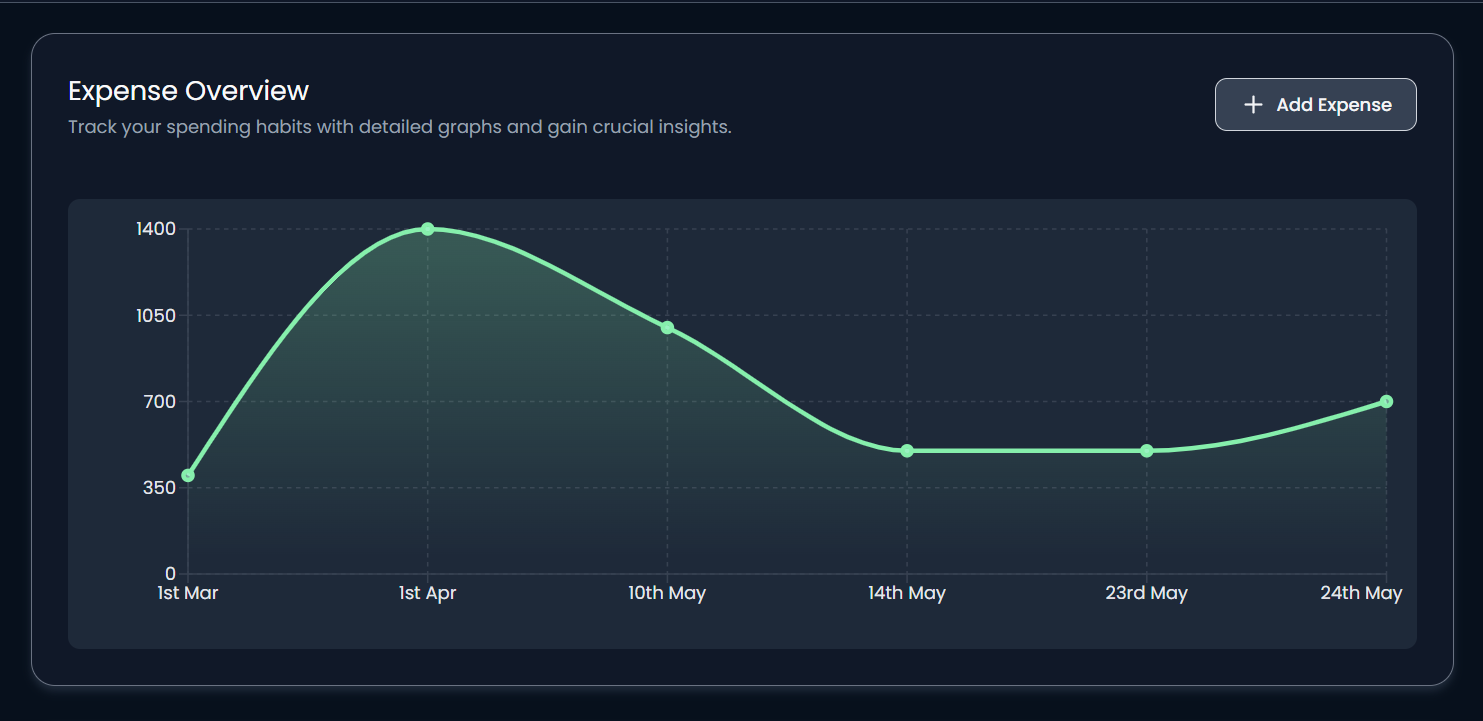 Expense Overview
Track your spending habits with detailed graphs and gain crucial insights.
+ Add Expense
1400
1050
700
350
0
1st Mar 1st Apr 10th May 14th May 23rd May 24th May